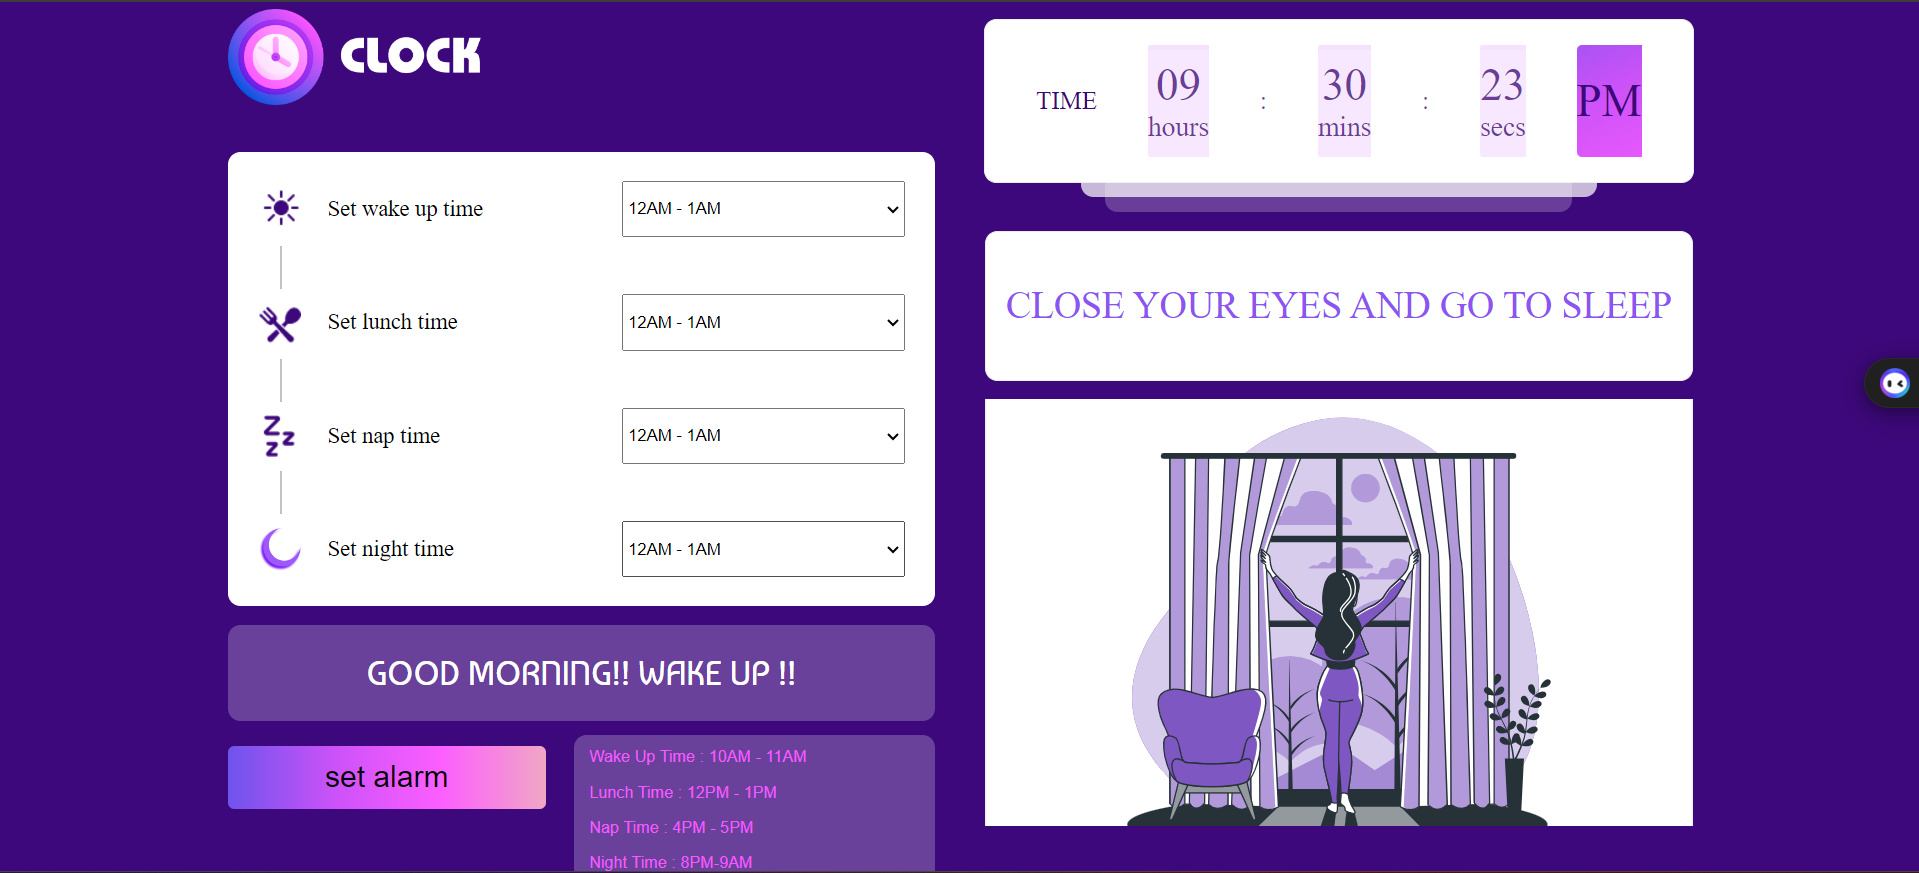 CLOCK
Set wake up time 12AM - 1AM
Set lunch time 12AM - 1AM
Set nap time 12AM - 1AM
Set night time 12AM - 1AM
GOOD MORNING!! WAKE UP !!
set alarm
Wake Up Time : 10AM - 11AM
Lunch Time : 12PM - 1PM
Nap Time : 4PM - 5PM
Night Time : 8PM-9AM
TIME 09 : 30 : 23 PM
hours mins secs
CLOSE YOUR EYES AND GO TO SLEEP